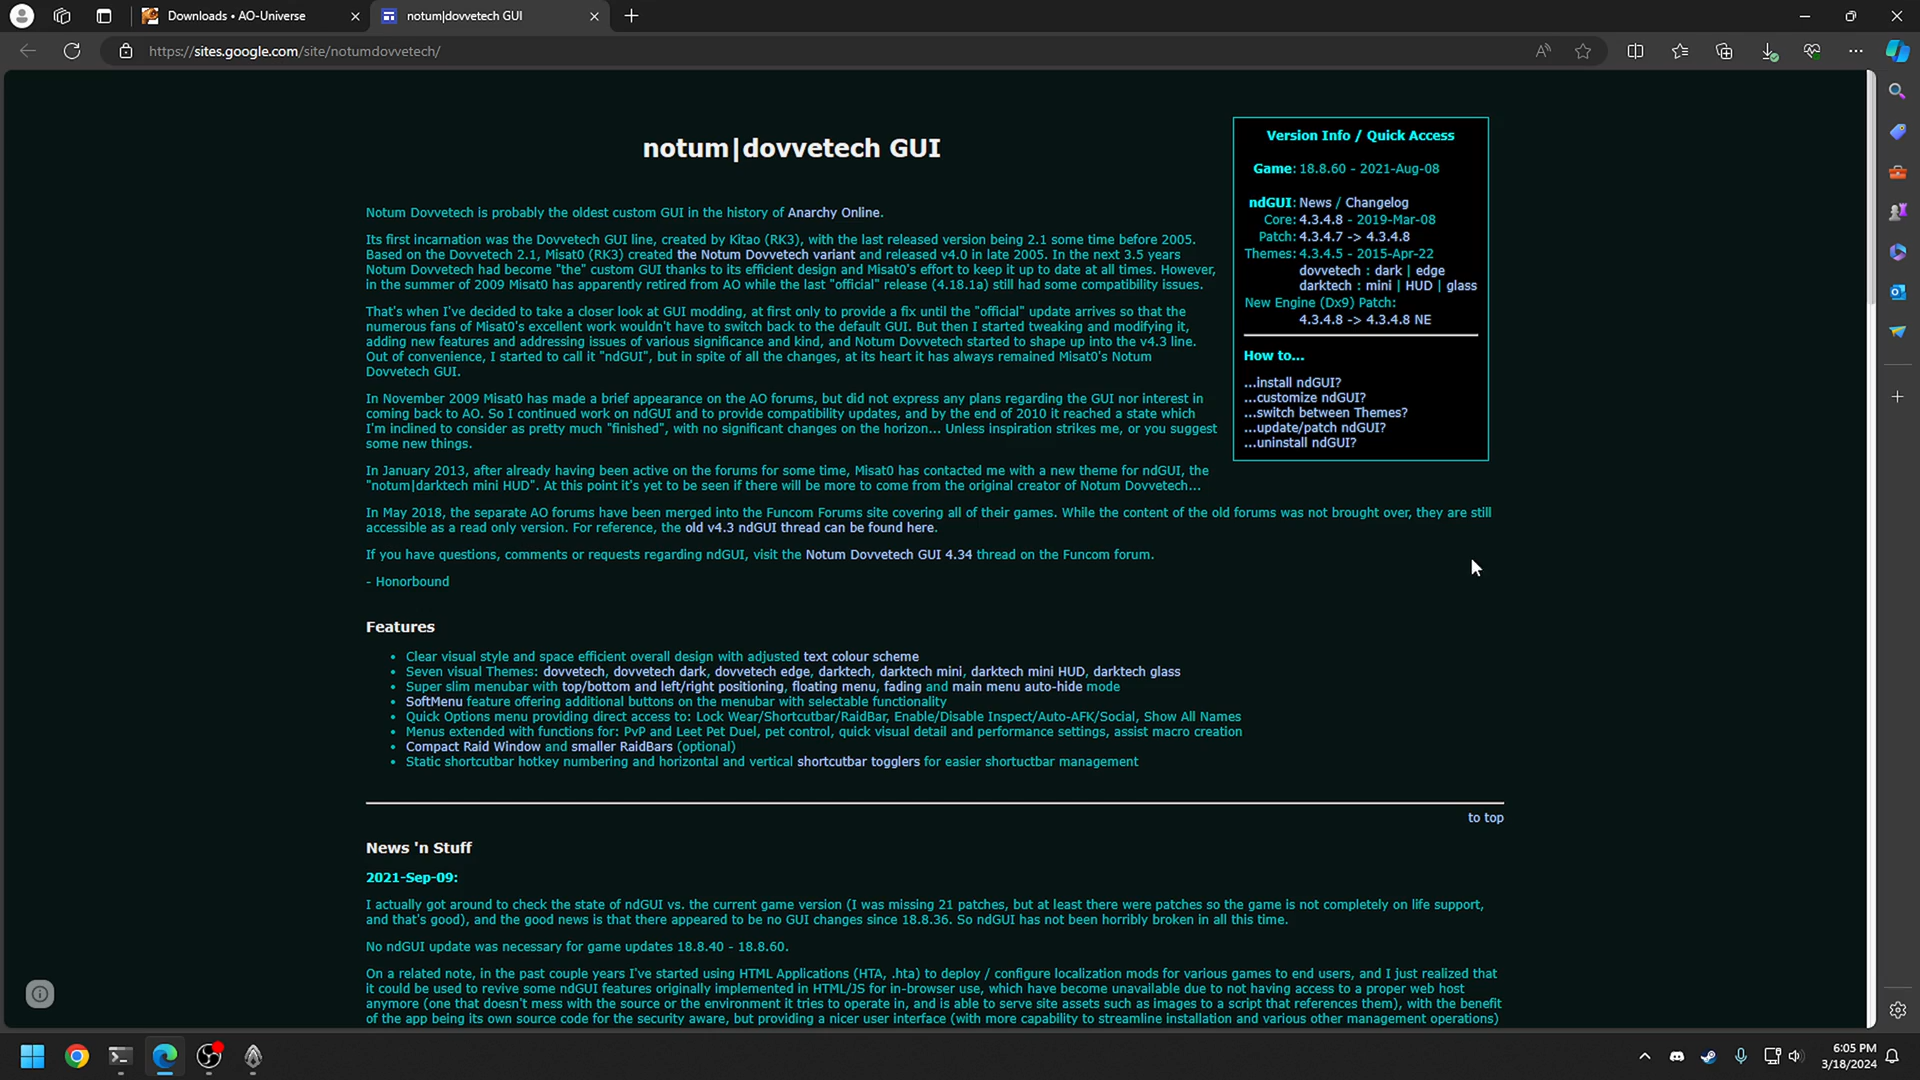 Downloads • AO-Universe
notum|dovvetech GUI
https://sites.google.com/site/notumdovvetech/
notum|dovvetech GUI
Notum Dovvetech is probably the oldest custom GUI in the history of Anarchy Online.
Its first incarnation was the Dovvetech GUI line, created by Kitao (RK3), with the last released version being 2.1 some time before 2005.
Based on the Dovvetech 2.1, Misat0 (RK3) created the Notum Dovvetech variant and released v4.0 in late 2005. In the next 3.5 years
Notum Dovvetech had become "the" custom GUI thanks to its efficient design and Misat0's effort to keep it up to date at all times. However,
in the summer of 2009 Misat0 has apparently retired from AO while the last "official" release (4.18.1a) still had some compatibility issues.
That's when I've decided to take a closer look at GUI modding, at first only to provide a fix until the "official" update arrives so that the
numerous fans of Misat0's excellent work wouldn't have to switch back to the default GUI. But then I started tweaking and modifying it,
adding new features and addressing issues of various significance and kind, and Notum Dovvetech started to shape up into the v4.3 line.
Out of convenience, I started to call it "ndGUI", but in spite of all the changes, at its heart it has always remained Misat0's Notum
Dovvetech GUI.
In November 2009 Misat0 has made a brief appearance on the AO forums, but did not express any plans regarding the GUI nor interest in
coming back to AO. So I continued work on ndGUI and to provide compatibility updates, and by the end of 2010 it reached a state which
I'm inclined to consider as pretty much "finished", with no significant changes on the horizon... Unless inspiration strikes me, or you suggest
some new things.
In January 2013, after already having been active on the forums for some time, Misat0 has contacted me with a new theme for ndGUI, the
"notum|darktech mini HUD". At this point it's yet to be seen if there will be more to come from the original creator of Notum Dovvetech...
In May 2018, the separate AO forums have been merged into the Funcom Forums site covering all of their games. While the content of the old forums was not brought over, they are still
accessible as a read only version. For reference, the old v4.3 ndGUI thread can be found here.
If you have questions, comments or requests regarding ndGUI, visit the Notum Dovvetech GUI 4.34 thread on the Funcom forum.
- Honorbound
Version Info / Quick Access
Game: 18.8.60 - 2021-Aug-08
ndGUI: News / Changelog
Core: 4.3.4.8 - 2019-Mar-08
Patch: 4.3.4.7 -> 4.3.4.8
Themes: 4.3.4.5 - 2015-Apr-22
dovvetech : dark | edge
darktech : mini | HUD | glass
New Engine (Dx9) Patch:
4.3.4.8 -> 4.3.4.8 NE
How to...
...install ndGUI?
...customize ndGUI?
...switch between Themes?
...update/patch ndGUI?
...uninstall ndGUI?
Features
• Clear visual style and space efficient overall design with adjusted text colour scheme
• Seven visual Themes: dovvetech, dovvetech dark, dovvetech edge, darktech, darktech mini, darktech mini HUD, darktech glass
• Super slim menubar with top/bottom and left/right positioning, floating menu, fading and main menu auto-hide mode
• SoftMenu feature offering additional buttons on the menubar with selectable functionality
• Quick Options menu providing direct access to: Lock Wear/Shortcutbar/RaidBar, Enable/Disable Inspect/Auto-AFK/Social, Show All Names
• Menus extended with functions for: PvP and Leet Pet Duel, pet control, quick visual detail and performance settings, assist macro creation
• Compact Raid Window and smaller RaidBars (optional)
• Static shortcutbar hotkey numbering and horizontal and vertical shortcutbar togglers for easier shortuctbar management
to top
News 'n Stuff
2021-Sep-09:
I actually got around to check the state of ndGUI vs. the current game version (I was missing 21 patches, but at least there were patches so the game is not completely on life support,
and that's good), and the good news is that there appeared to be no GUI changes since 18.8.36. So ndGUI has not been horribly broken in all this time.
No ndGUI update was necessary for game updates 18.8.40 - 18.8.60.
On a related note, in the past couple years I've started using HTML Applications (HTA, .hta) to deploy / configure localization mods for various games to end users, and I just realized that
it could be used to revive some ndGUI features originally implemented in HTML/JS for in-browser use, which have become unavailable due to not having access to a proper web host
anymore (one that doesn't mess with the source or the environment it tries to operate in, and is able to serve site assets such as images to a script that references them), with the benefit
of the app being its own source code for the security aware, but providing a nicer user interface (with more capability to streamline installation and various other management operations)
6:05 PM
3/18/2024